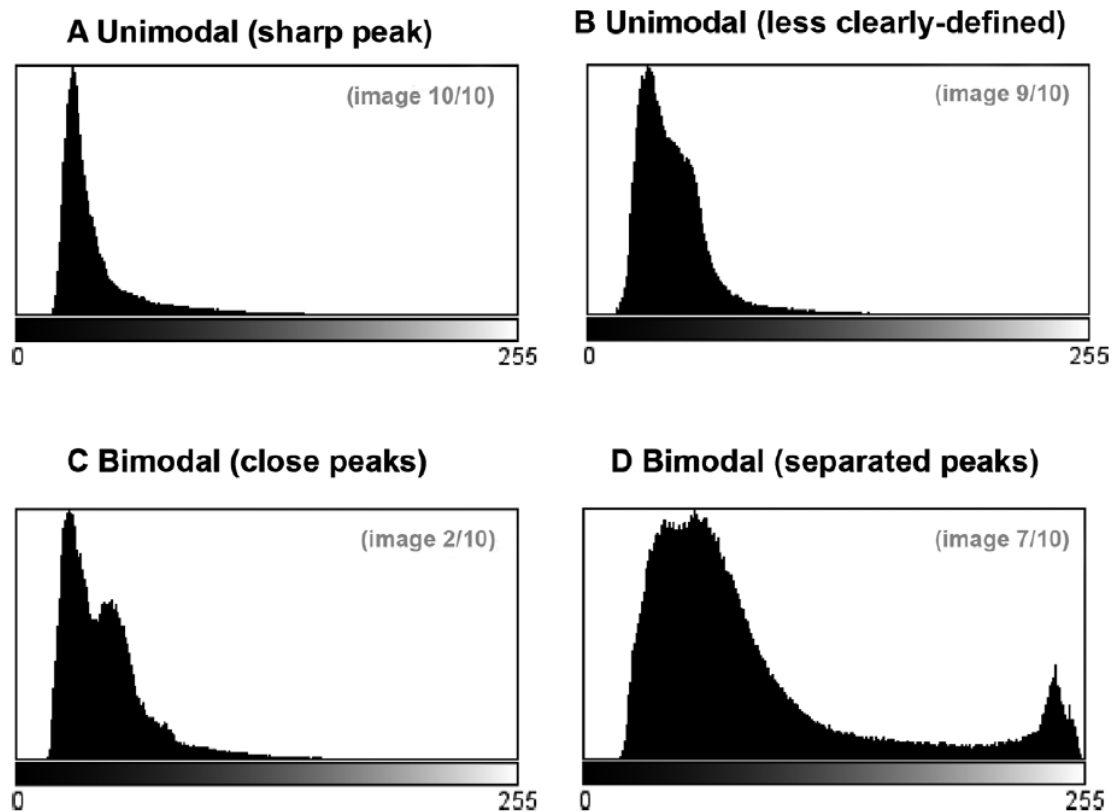 A Unimodal (sharp peak)
B Unimodal (less clearly-defined)
(image 10/10)
(image 9/10)
0 255
0 255
C Bimodal (close peaks)
D Bimodal (separated peaks)
(image 2/10)
(image 7/10)
0 255
0 255